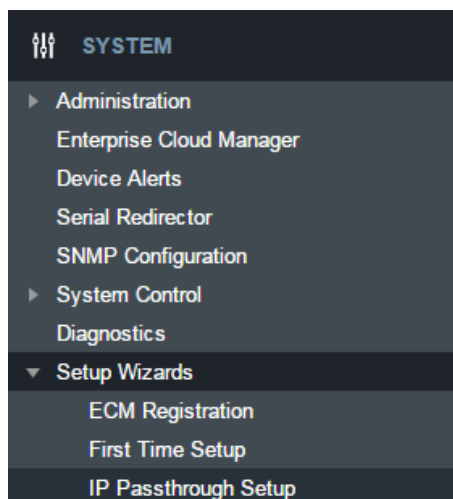 SYSTEM
Administration
Enterprise Cloud Manager
Device Alerts
Serial Redirector
SNMP Configuration
System Control
Diagnostics
Setup Wizards
ECM Registration
First Time Setup
IP Passthrough Setup